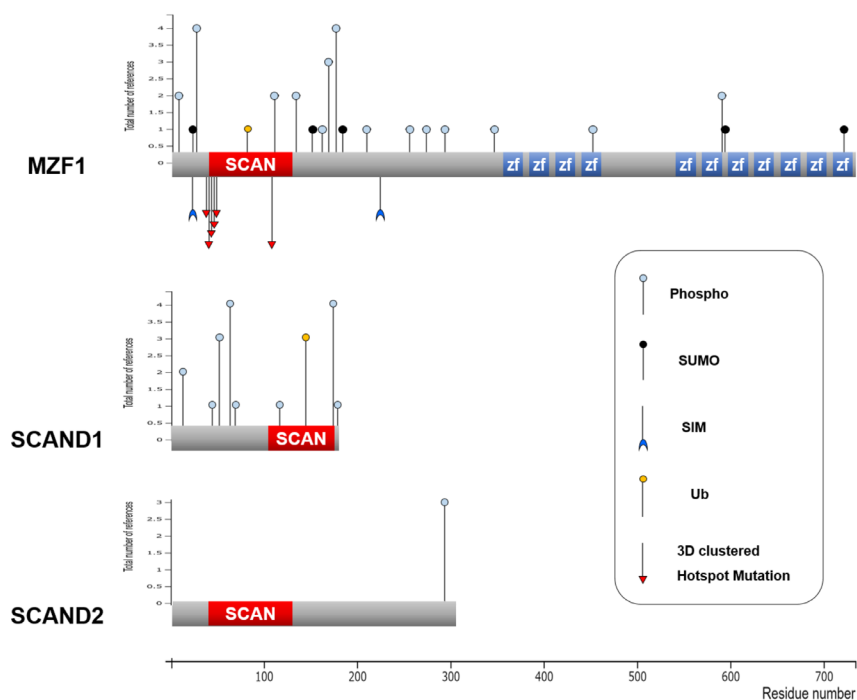 Total number of references
4
3.5
3
2.5
2
1.5
1
0.5
0
MZF1
SCAN
zf zf zf zf zf zf zf zf zf zf zf
Total number of references
4
3.5
3
2.5
2
1.5
1
0.5
0
SCAND1
SCAN
Total number of references
3
2.5
2
1.5
1
0.5
0
SCAND2
SCAN
Phospho
SUMO
SIM
Ub
3D clustered
Hotspot Mutation
100 200 300 400 500 600 700
Residue number